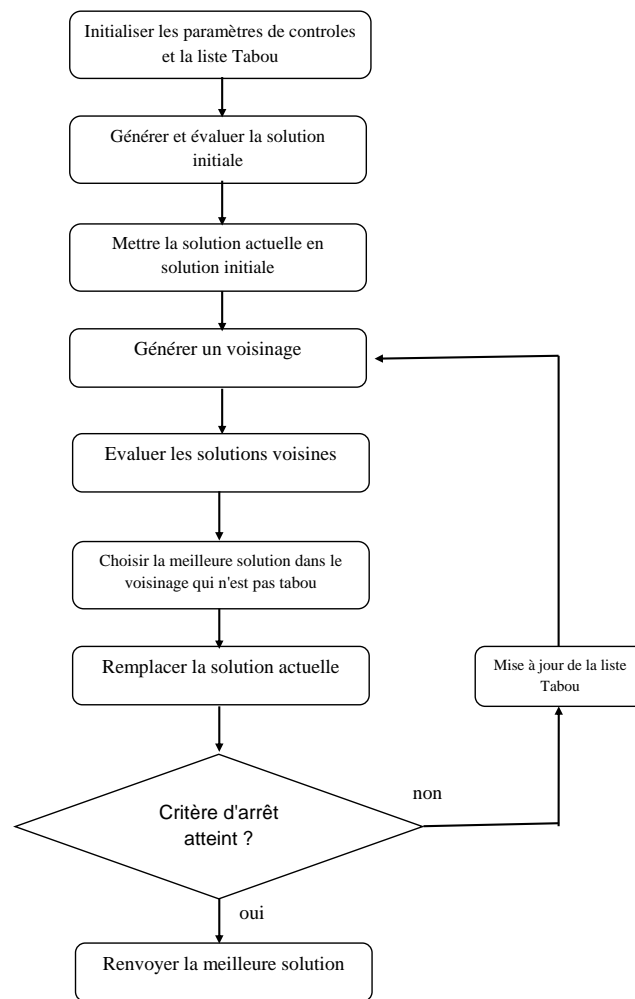 Initialiser les paramètres de controles
et la liste Tabou
Générer et évaluer la solution
initiale
Mettre la solution actuelle en
solution initiale
Générer un voisinage
Evaluer les solutions voisines
Choisir la meilleure solution dans le
voisinage qui n'est pas tabou
Remplacer la solution actuelle
Mise à jour de la liste
Tabou
Critère d'arrêt
atteint ?
non
oui
Renvoyer la meilleure solution